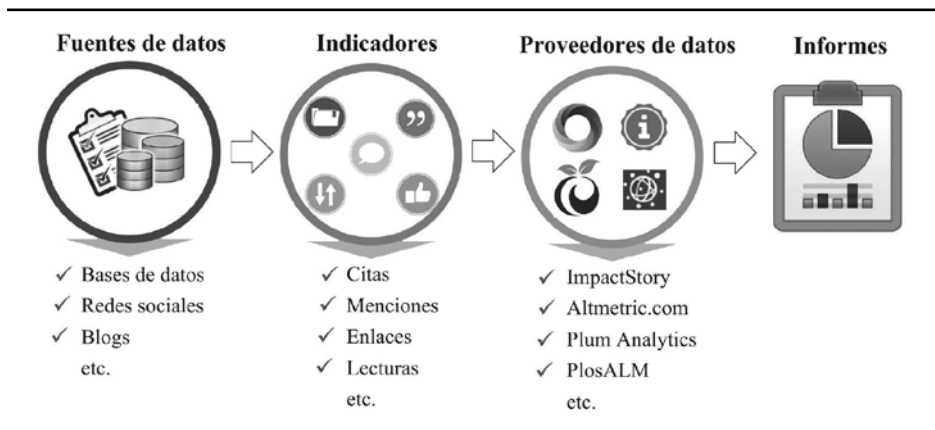 Fuentes de datos
Indicadores
Proveedores de datos
Informes
✓ Bases de datos
✓ Redes sociales
✓ Blogs
etc.
✓ Citas
✓ Menciones
✓ Enlaces
✓ Lecturas
etc.
✓ ImpactStory
✓ Altmetric.com
✓ Plum Analytics
✓ PlosALM
etc.